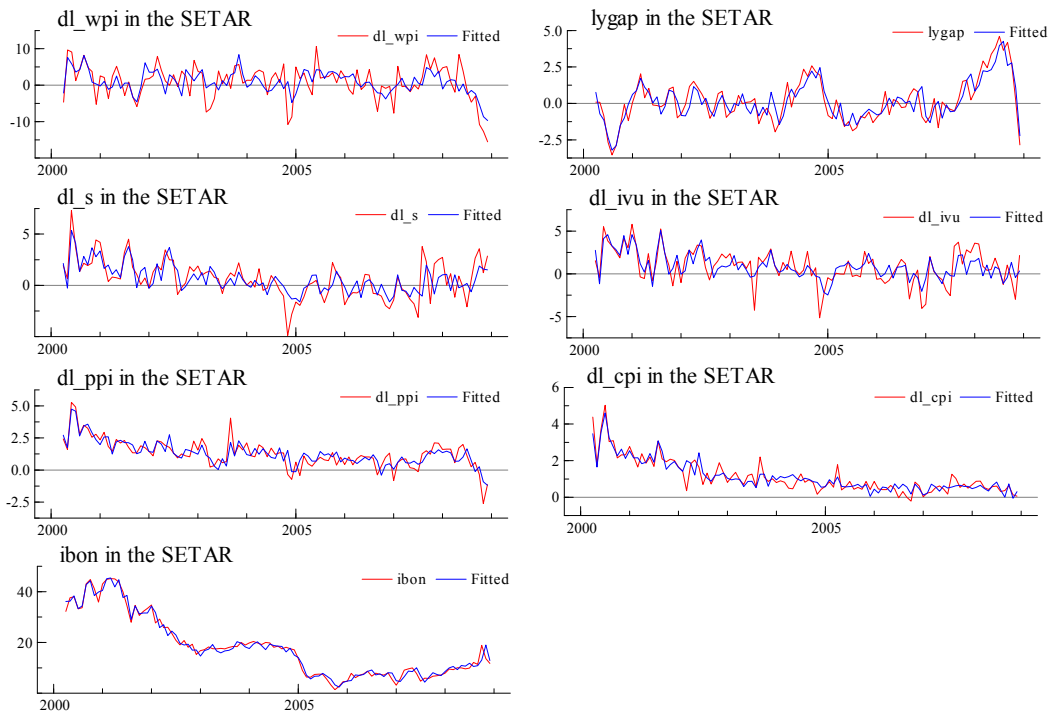 dl_wpi in the SETAR
dl_wpi Fitted
10
0
-10
2000 2005
lygap in the SETAR
lygap Fitted
5.0
2.5
0.0
-2.5
2000 2005
dl_s in the SETAR
dl_s Fitted
5
0
2000 2005
dl_ivu in the SETAR
dl_ivu Fitted
5
0
-5
2000 2005
dl_ppi in the SETAR
dl_ppi Fitted
5.0
2.5
0.0
-2.5
2000 2005
dl_cpi in the SETAR
dl_cpi Fitted
6
4
2
0
2000 2005
ibon in the SETAR
ibon Fitted
40
20
2000 2005